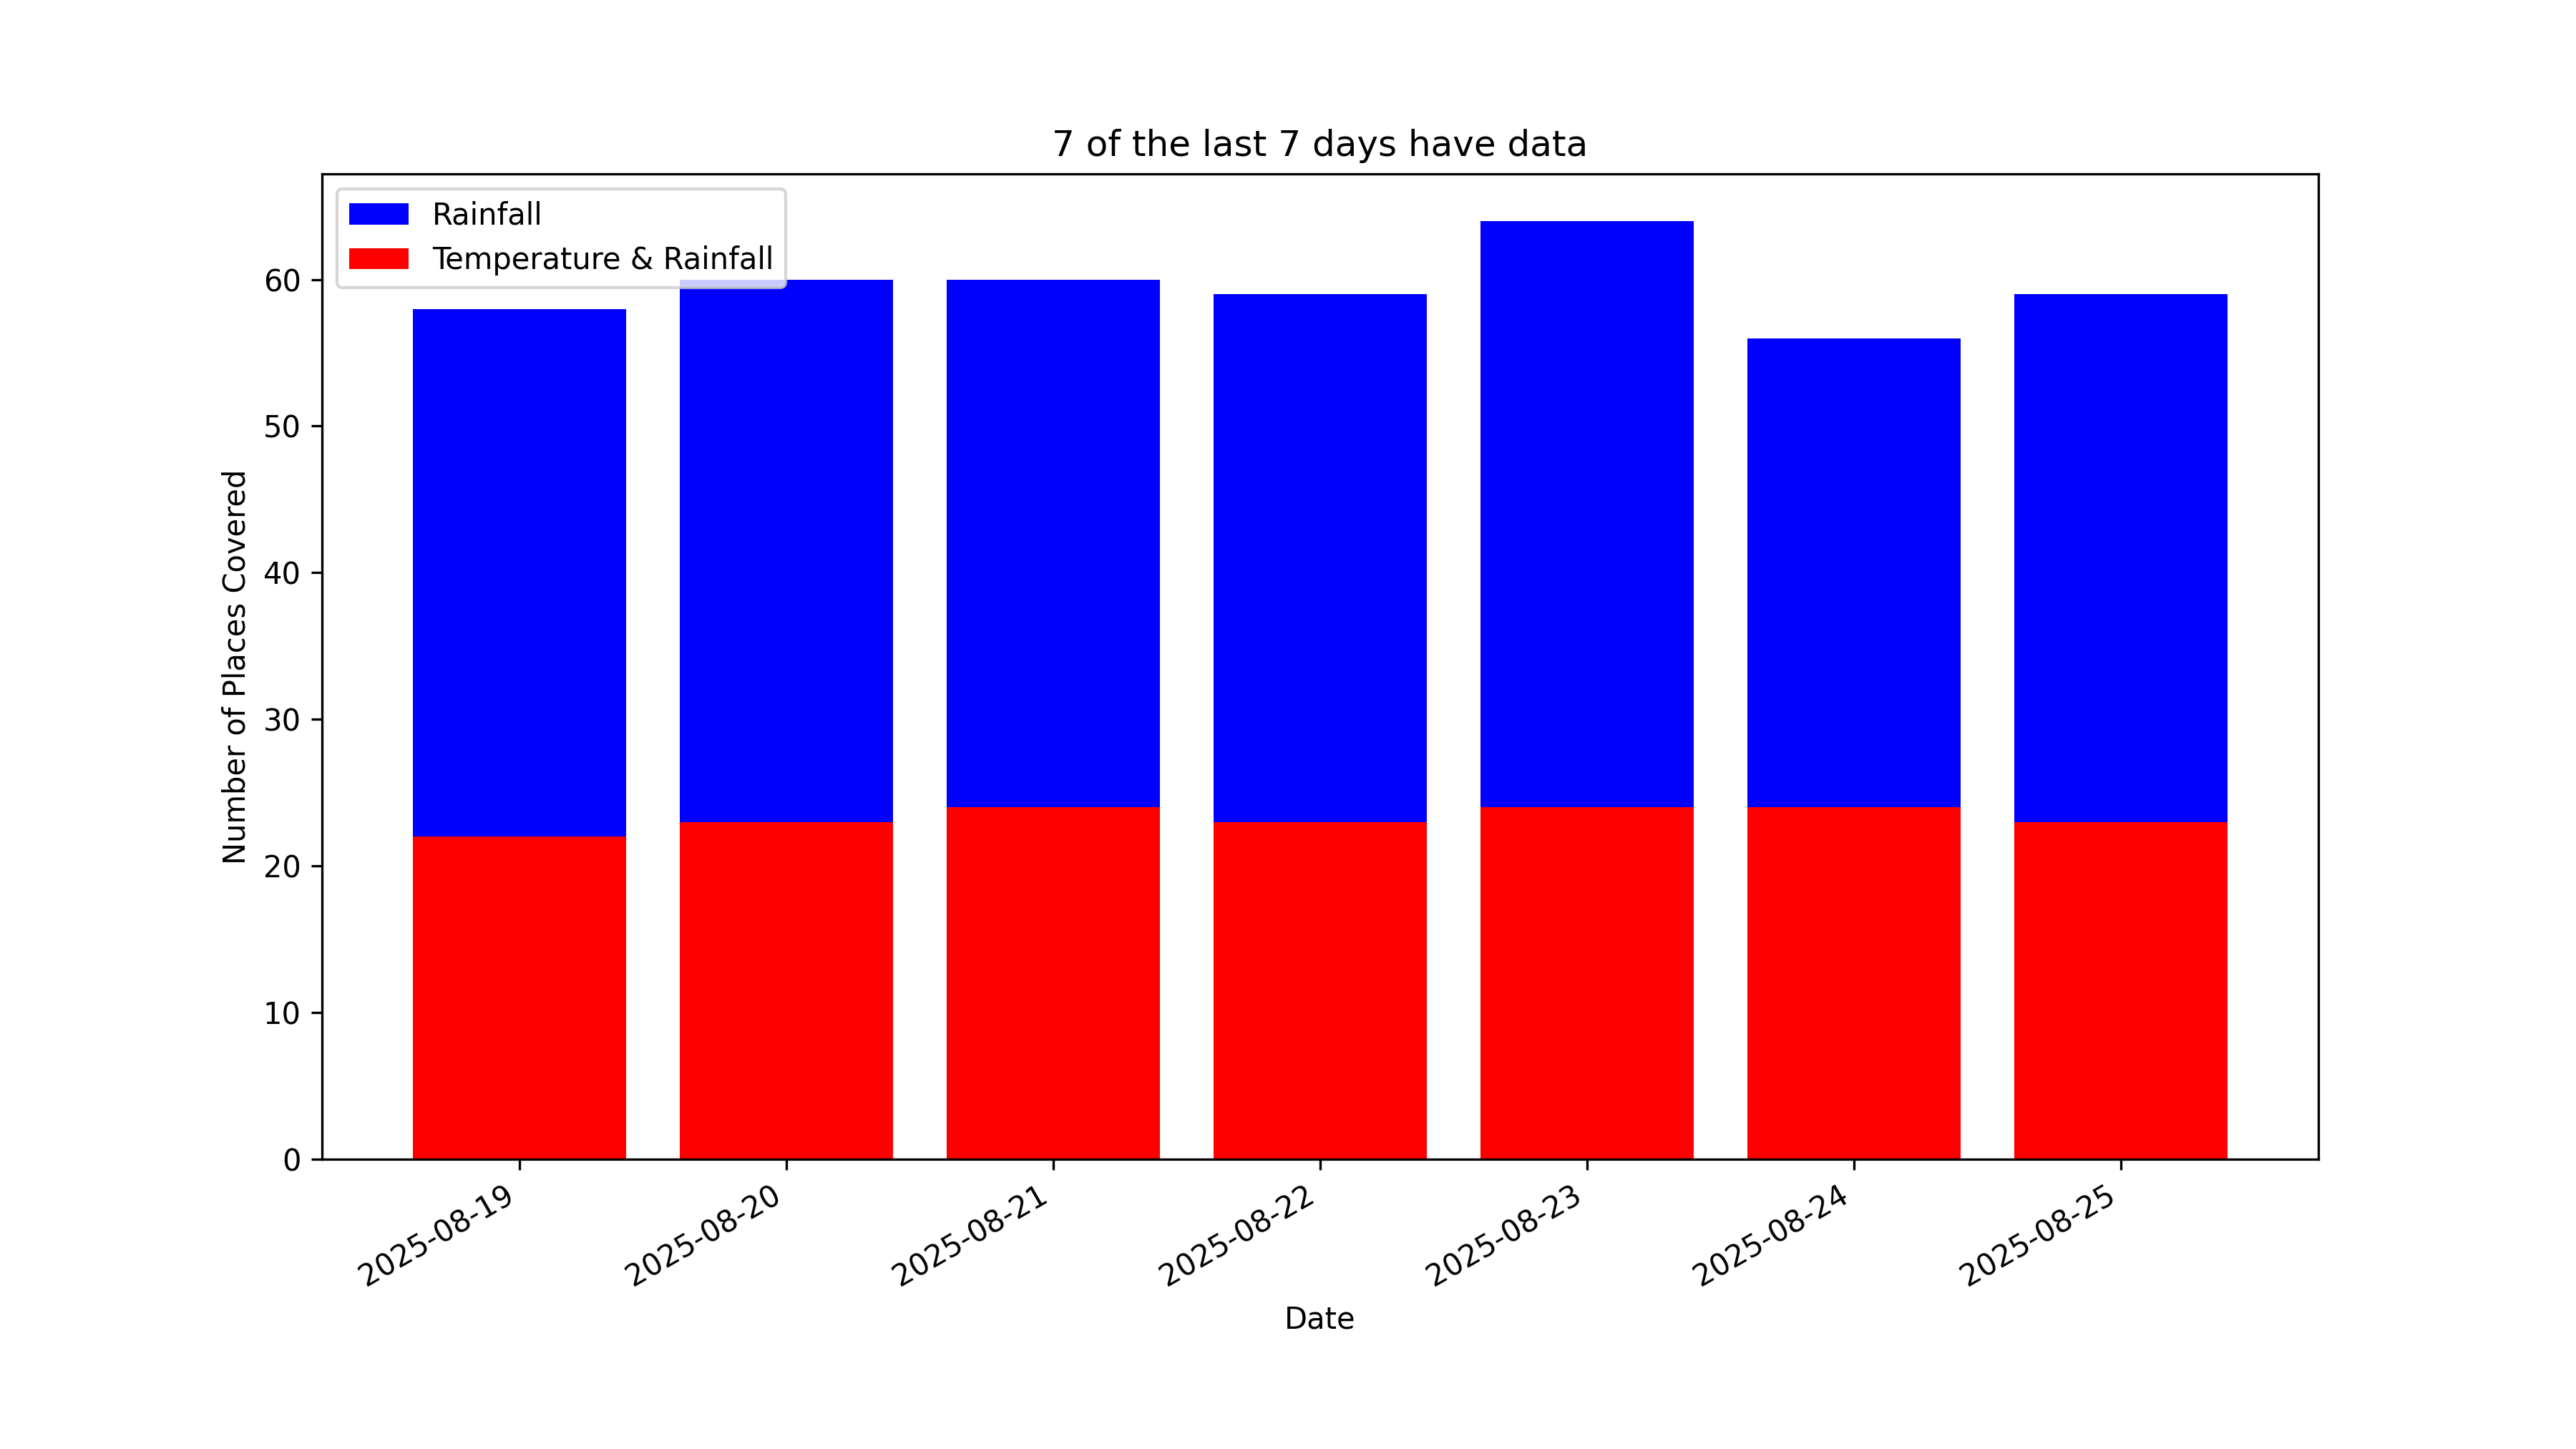 7 of the last 7 days have data
Rainfall
Temperature & Rainfall
Number of Places Covered
60
50
40
30
20
10
0
2025-08-19
2025-08-20
2025-08-21
2025-08-22
2025-08-23
2025-08-24
2025-08-25
Date